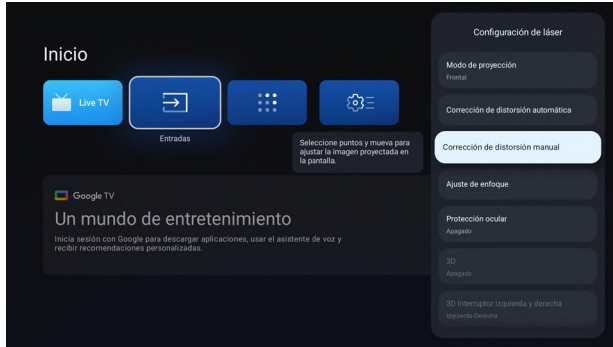 Inicio
Live TV
Entradas
Seleccione puntos y mueva para
ajustar la imagen proyectada en
la pantalla.
Google TV
Un mundo de entretenimiento
Inicia sesión con Google para descargar aplicaciones, usar el asistente de voz y
recibir recomendaciones personalizadas.
Configuración de láser
Modo de proyección
Frontal
Corrección de distorsión automática
Corrección de distorsión manual
Ajuste de enfoque
Protección ocular
Apagado
3D
Apagado
3D Interruptor izquierda y derecha
Izquierda-Derecha